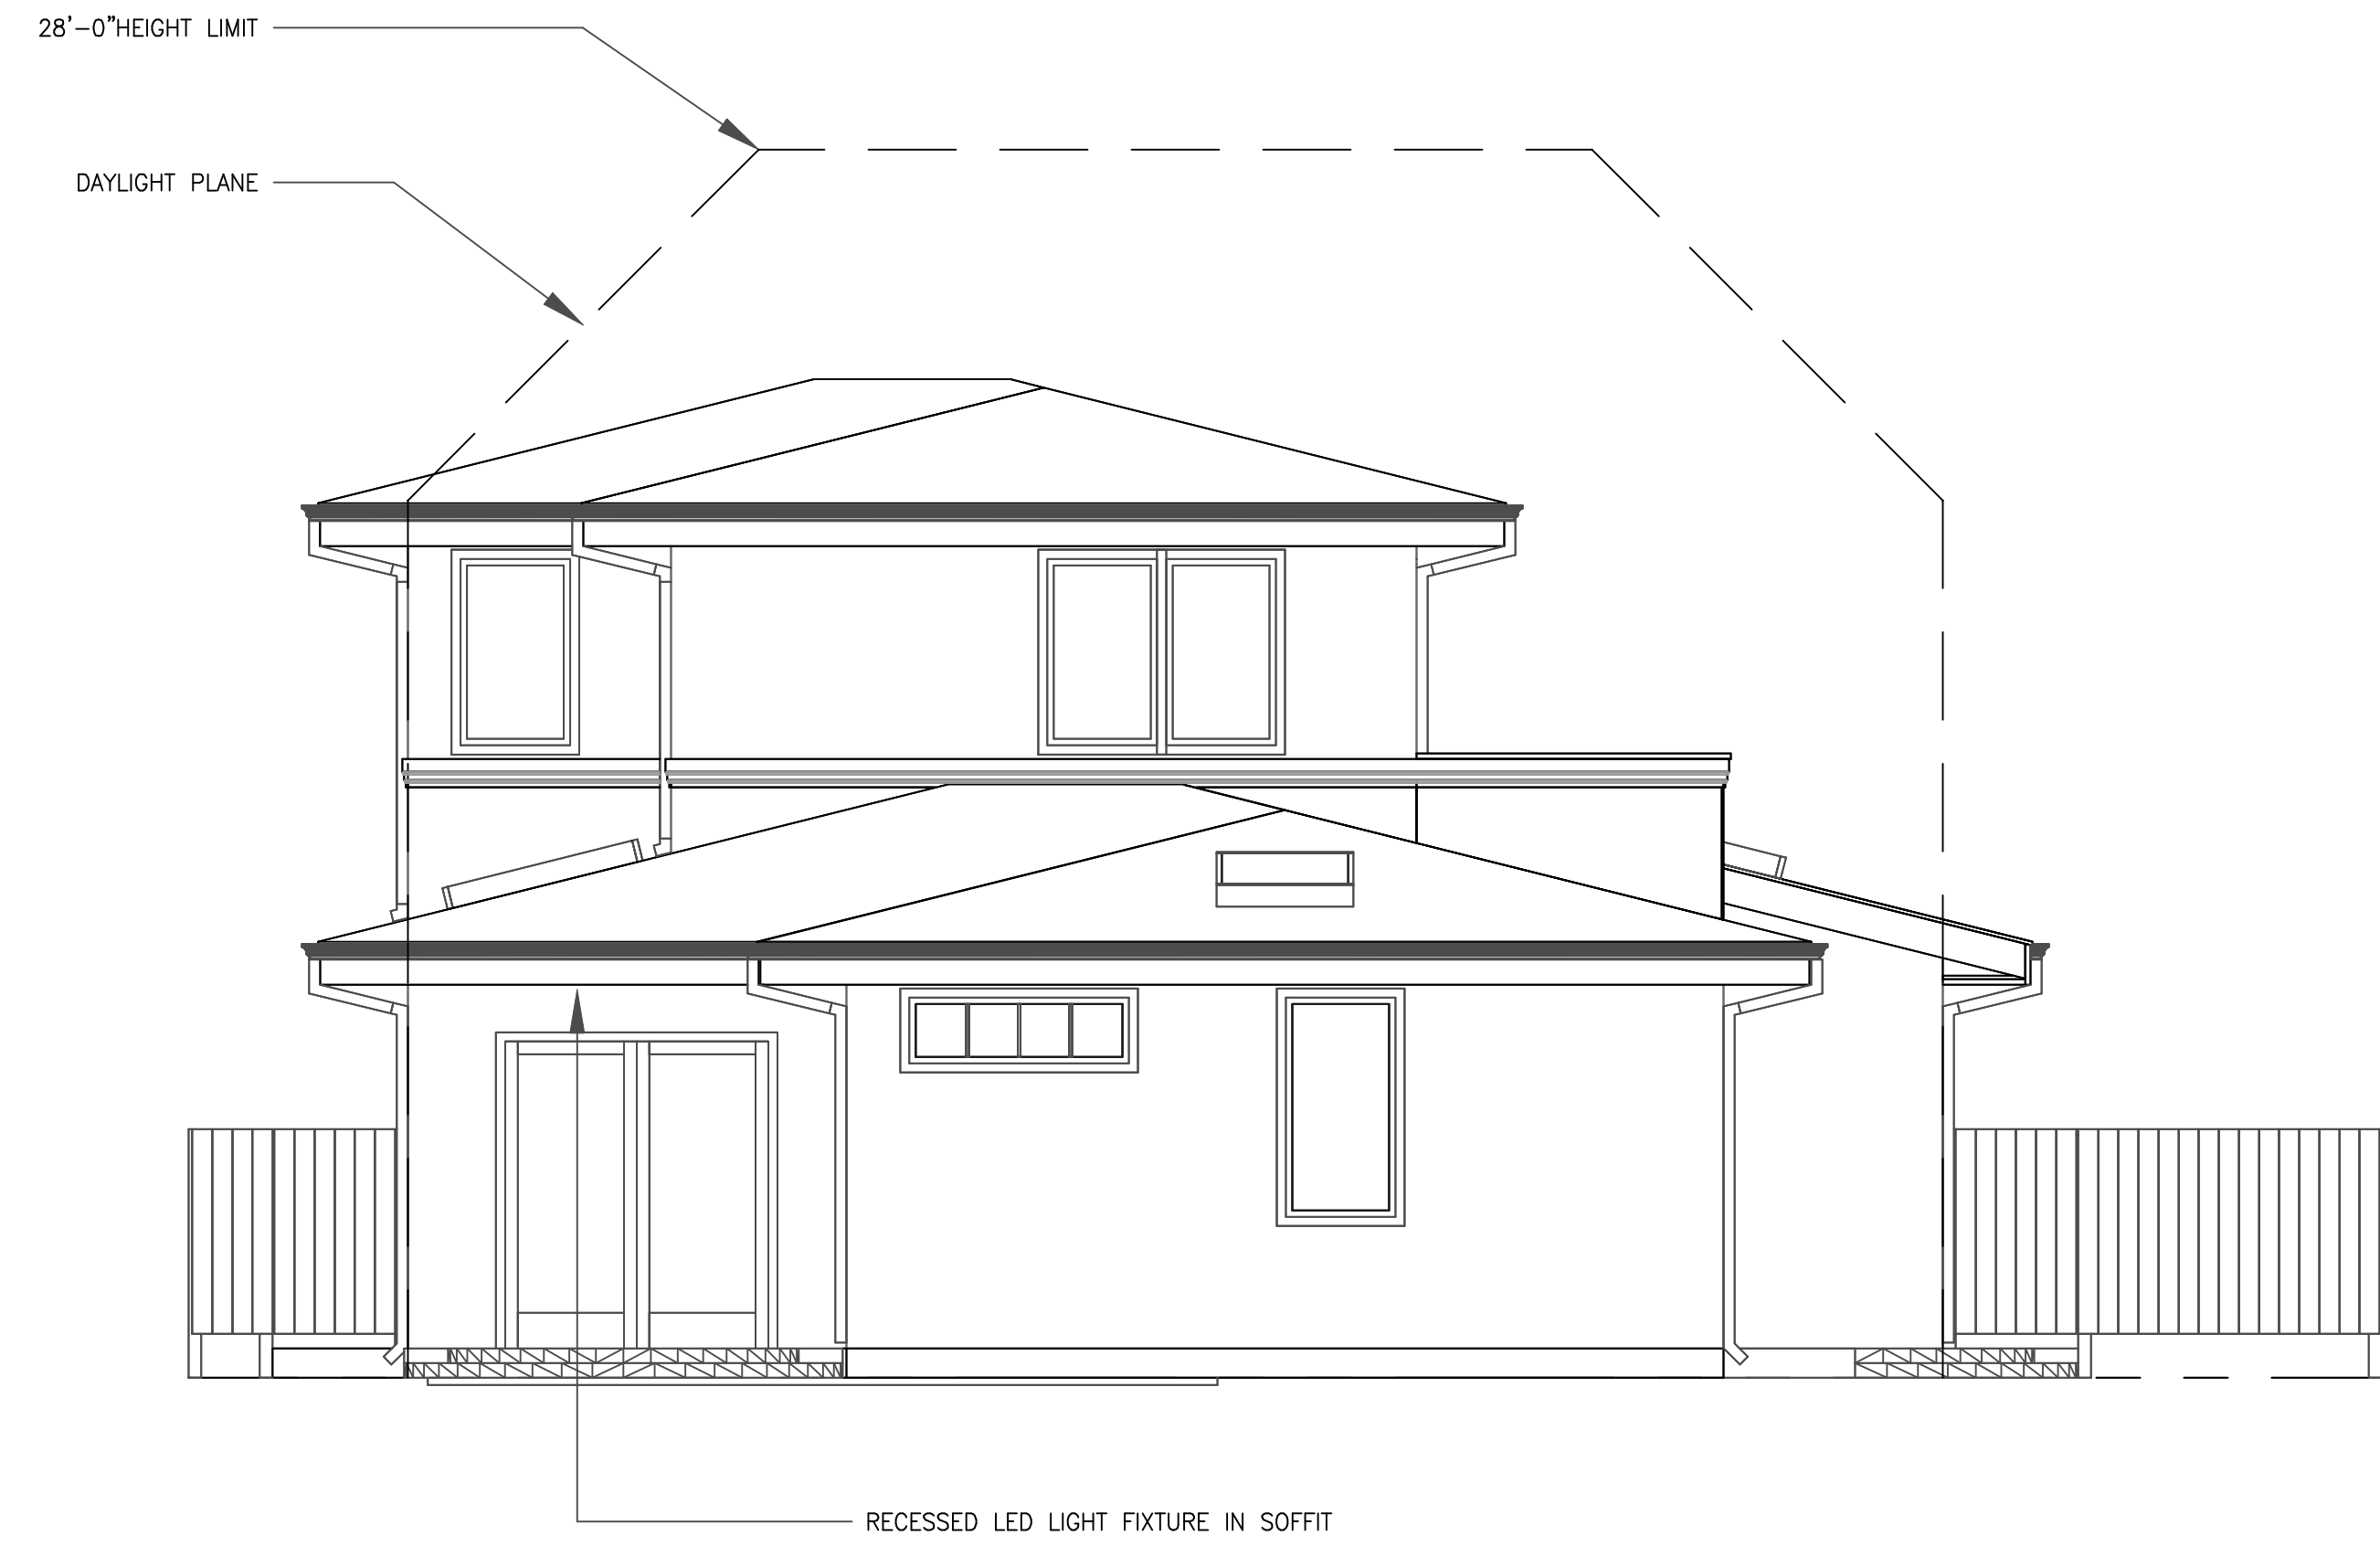 28'-0"HEIGHT LIMIT
DAYLIGHT PLANE
RECESSED LED LIGHT FIXTURE IN SOFFIT